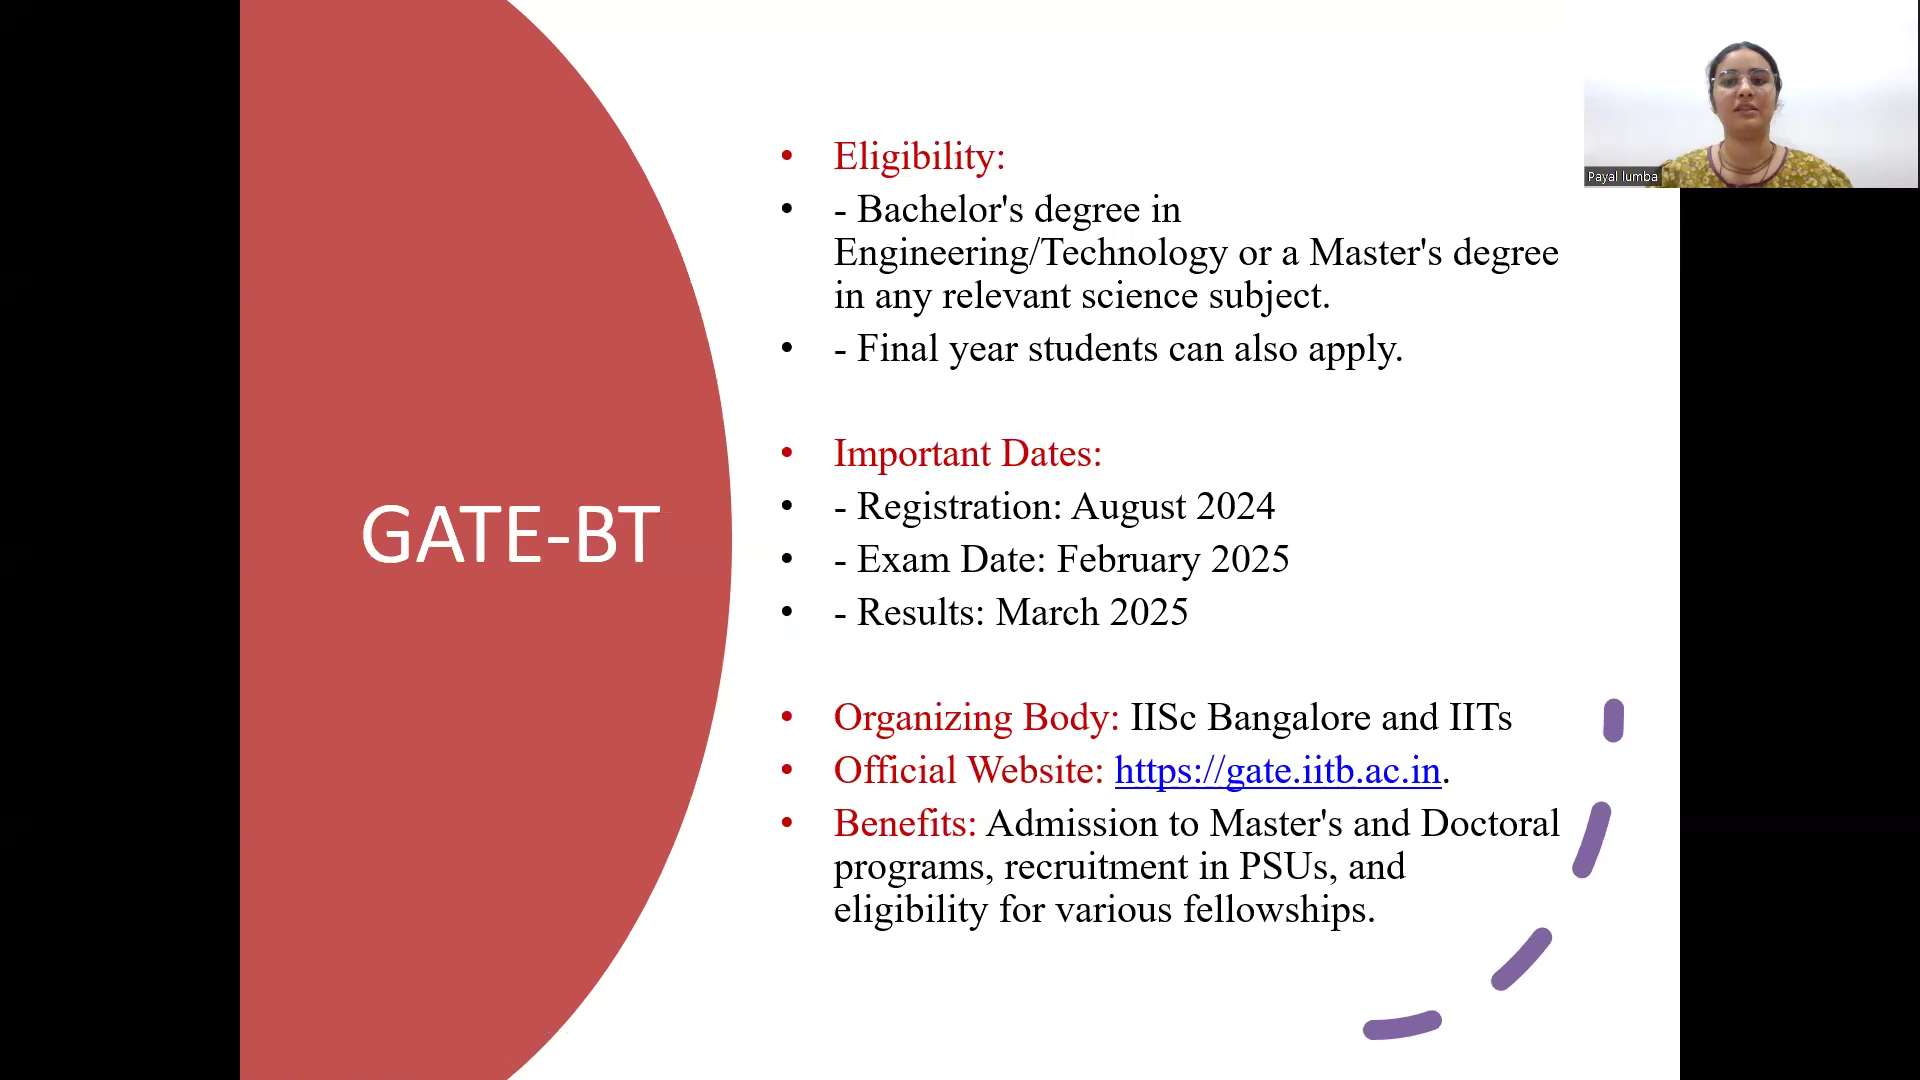 GATE-BT
• Eligibility:
• - Bachelor's degree in
Engineering/Technology or a Master's degree
in any relevant science subject.
• - Final year students can also apply.
• Important Dates:
• - Registration: August 2024
• - Exam Date: February 2025
• - Results: March 2025
• Organizing Body: IISc Bangalore and IITs
• Official Website: https://gate.iitb.ac.in.
• Benefits: Admission to Master's and Doctoral
programs, recruitment in PSUs, and
eligibility for various fellowships.
Payal lumba